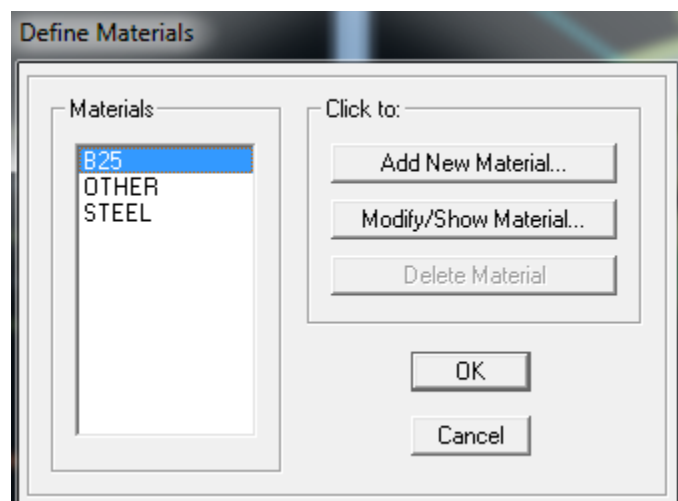 Define Materials
Materials
B25
OTHER
STEEL
Click to:
Add New Material...
Modify/Show Material...
Delete Material
OK
Cancel